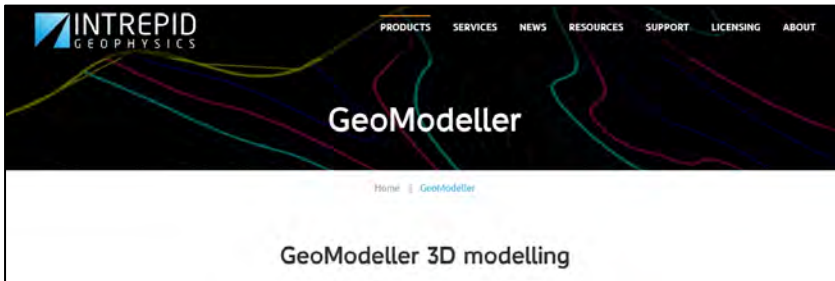 INTREPID
GEOPHYSICS
PRODUCTS SERVICES NEWS RESOURCES SUPPORT LICENSING ABOUT
GeoModeller
Home || GeoModeller
GeoModeller 3D modelling